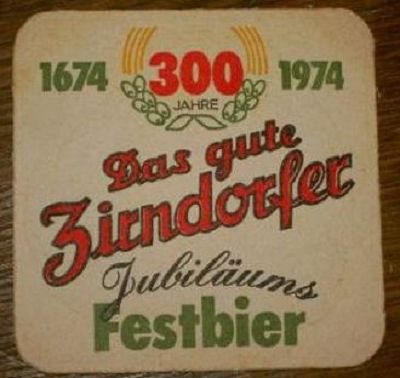 1674 300 1974
JAHRE
Das gute
Zirndorfer
Jubiläums
Festbier